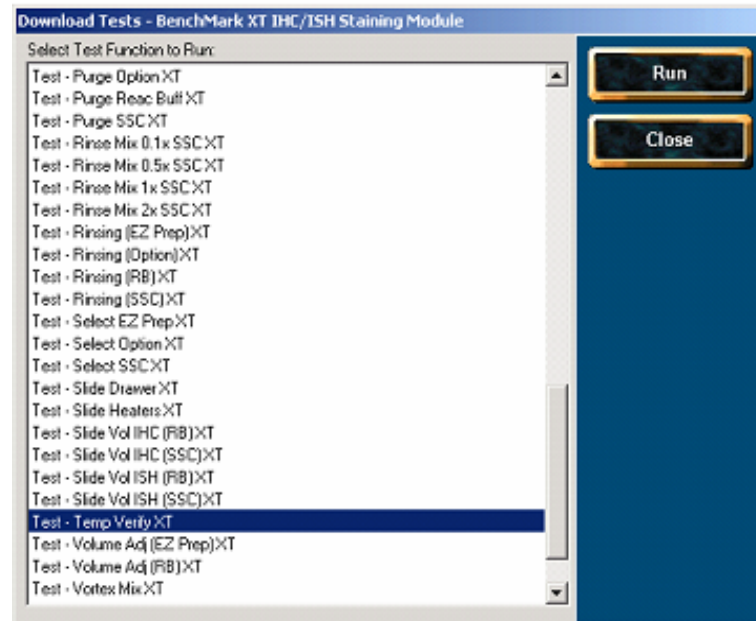 Download Tests - BenchMark XT IHC/ISH Staining Module
Select Test Function to Run:
Test - Purge Option XT
Test - Purge Reac Buff XT
Test - Purge SSC XT
Test - Rinse Mix 0.1x SSC XT
Test - Rinse Mix 0.5x SSC XT
Test - Rinse Mix 1x SSC XT
Test - Rinse Mix 2x SSC XT
Test - Rinsing (EZ Prep) XT
Test - Rinsing (Option) XT
Test - Rinsing (RB) XT
Test - Rinsing (SSC) XT
Test - Select EZ Prep XT
Test - Select Option XT
Test - Select SSC XT
Test - Slide Drawer XT
Test - Slide Heaters XT
Test - Slide Vol IHC (RB) XT
Test - Slide Vol IHC (SSC) XT
Test - Slide Vol ISH (RB) XT
Test - Slide Vol ISH (SSC) XT
Test - Temp Verify XT
Test - Volume Adj (EZ Prep) XT
Test - Volume Adj (RB) XT
Test - Vortex Mix XT
Run
Close